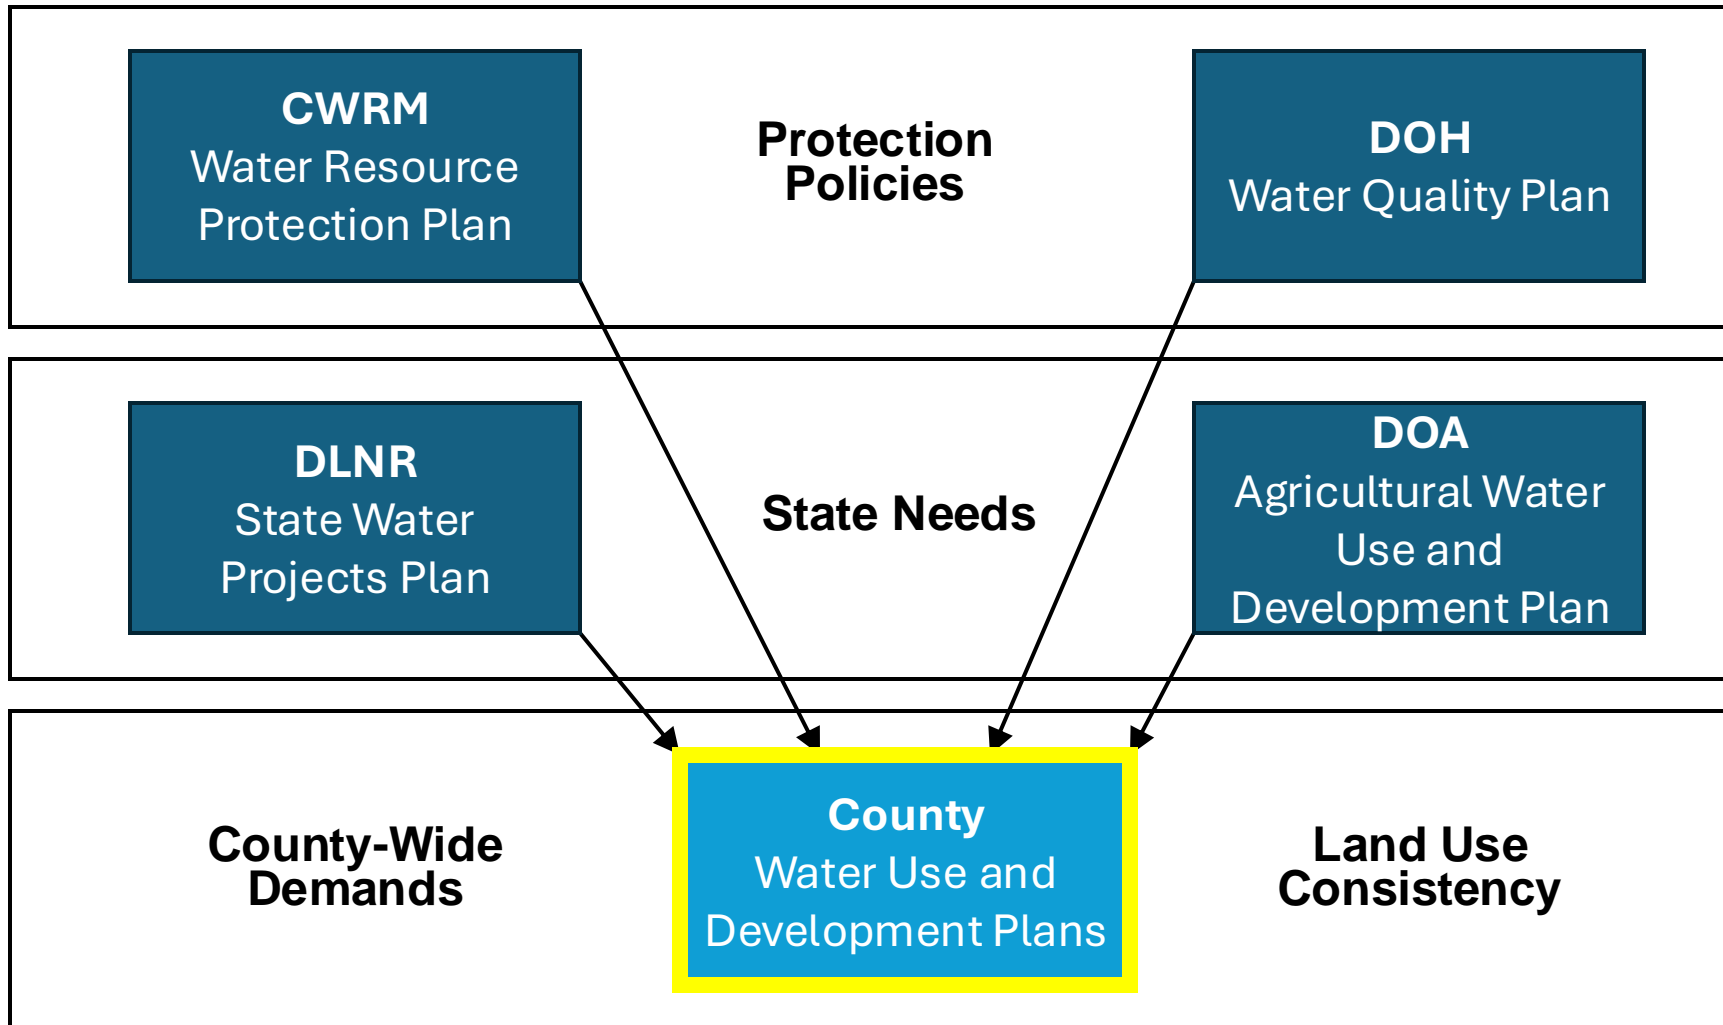 CWRM
Water Resource
Protection Plan
Protection
Policies
DOH
Water Quality Plan
DLNR
State Water
Projects Plan
State Needs
DOA
Agricultural Water
Use and
Development Plan
County-Wide
Demands
County
Water Use and
Development Plans
Land Use
Consistency